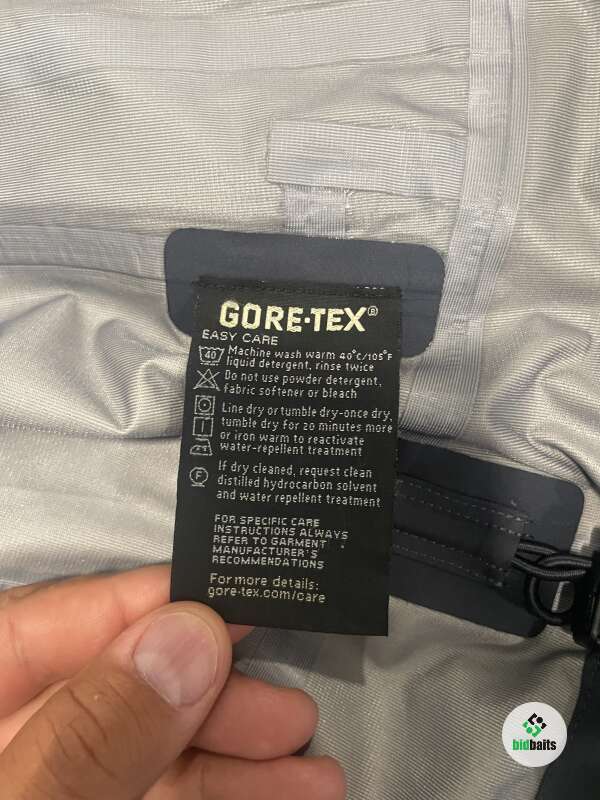 GORE-TEX®
EASY CARE
40 Machine wash warm 40°C/105°F
liquid detergent, rinse twice
Do not use powder detergent,
fabric softener or bleach
Line dry or tumble dry-once dry,
tumble dry for 20 minutes more
or iron warm to reactivate
water-repellent treatment
F If dry cleaned, request clean
distilled hydrocarbon solvent
and water repellent treatment
FOR SPECIFIC CARE
INSTRUCTIONS ALWAYS
REFER TO GARMENT
MANUFACTURER'S
RECOMMENDATIONS
For more details:
gore-tex.com/care
bidbaits